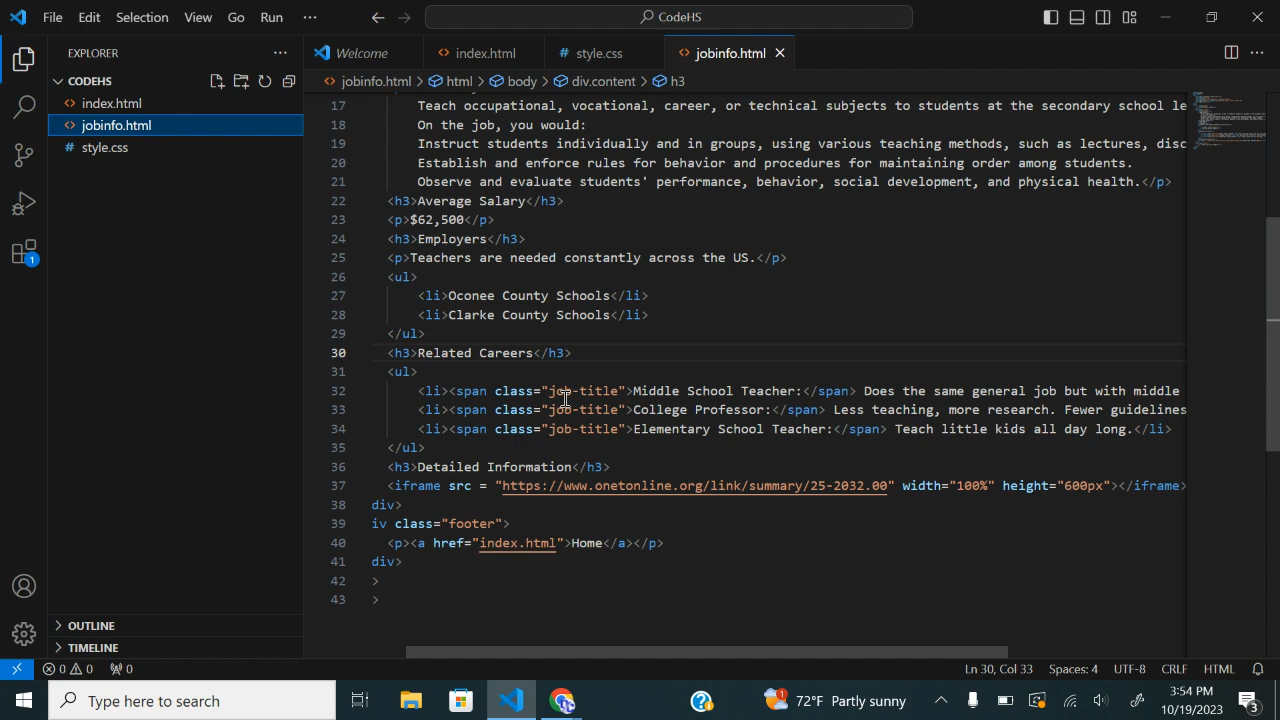 File Edit Selection View Go Run ··· CodeHS
EXPLORER ···
Welcome index.html style.css jobinfo.html
CODEHS
index.html
jobinfo.html
style.css
jobinfo.html > html > body > div.content > h3
17 Teach occupational, vocational, career, or technical subjects to students at the secondary school le
18 On the job, you would:
19 Instruct students individually and in groups, using various teaching methods, such as lectures, disc
20 Establish and enforce rules for behavior and procedures for maintaining order among students.
21 Observe and evaluate students' performance, behavior, social development, and physical health.</p>
22 <h3>Average Salary</h3>
23 <p>$62,500</p>
24 <h3>Employers</h3>
25 <p>Teachers are needed constantly across the US.</p>
26 <ul>
27 <li>Oconee County Schools</li>
28 <li>Clarke County Schools</li>
29 </ul>
30 <h3>Related Careers</h3>
31 <ul>
32 <li><span class="job-title">Middle School Teacher:</span> Does the same general job but with middle
33 <li><span class="job-title">College Professor:</span> Less teaching, more research. Fewer guidelines
34 <li><span class="job-title">Elementary School Teacher:</span> Teach little kids all day long.</li>
35 </ul>
36 <h3>Detailed Information</h3>
37 <iframe src = "https://www.onetonline.org/link/summary/25-2032.00" width="100%" height="600px"></iframe>
38 div>
39 iv class="footer">
40 <p><a href="index.html">Home</a></p>
41 div>
42 >
43 >
OUTLINE
TIMELINE
1
0 0 0 Ln 30, Col 33 Spaces: 4 UTF-8 CRLF HTML
Type here to search 1 72°F Partly sunny 3:54 PM
10/19/2023 3